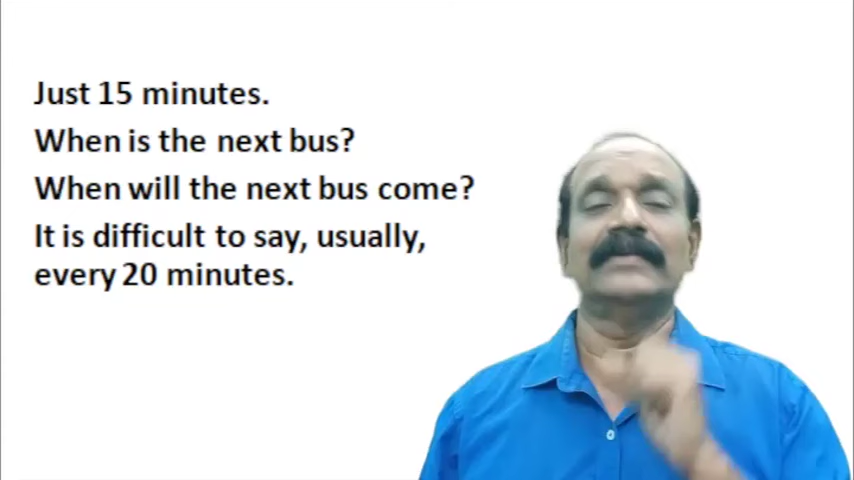 Just 15 minutes.
When is the next bus?
When will the next bus come?
It is difficult to say, usually,
every 20 minutes.